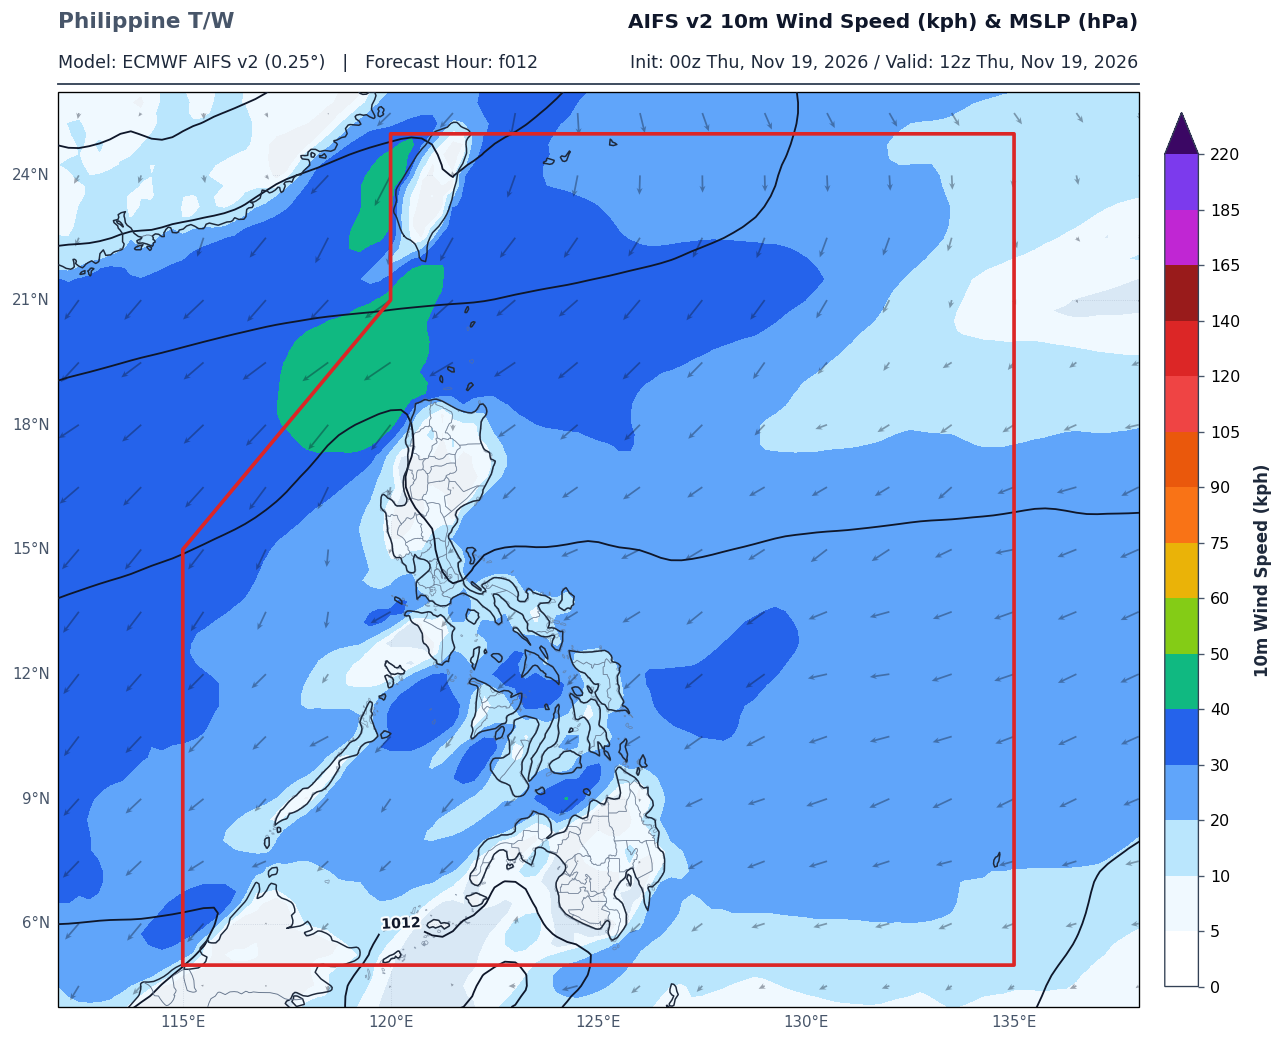 Philippine T/W
AIFS v2 10m Wind Speed (kph) & MSLP (hPa)
Model: ECMWF AIFS v2 (0.25°) | Forecast Hour: f012
Init: 00z Thu, Nov 19, 2026 / Valid: 12z Thu, Nov 19, 2026
24°N
21°N
18°N
15°N
12°N
9°N
6°N
1012
115°E
120°E
125°E
130°E
135°E
220
185
165
140
120
105
90
75
60
50
40
30
20
10
5
0
10m Wind Speed (kph)